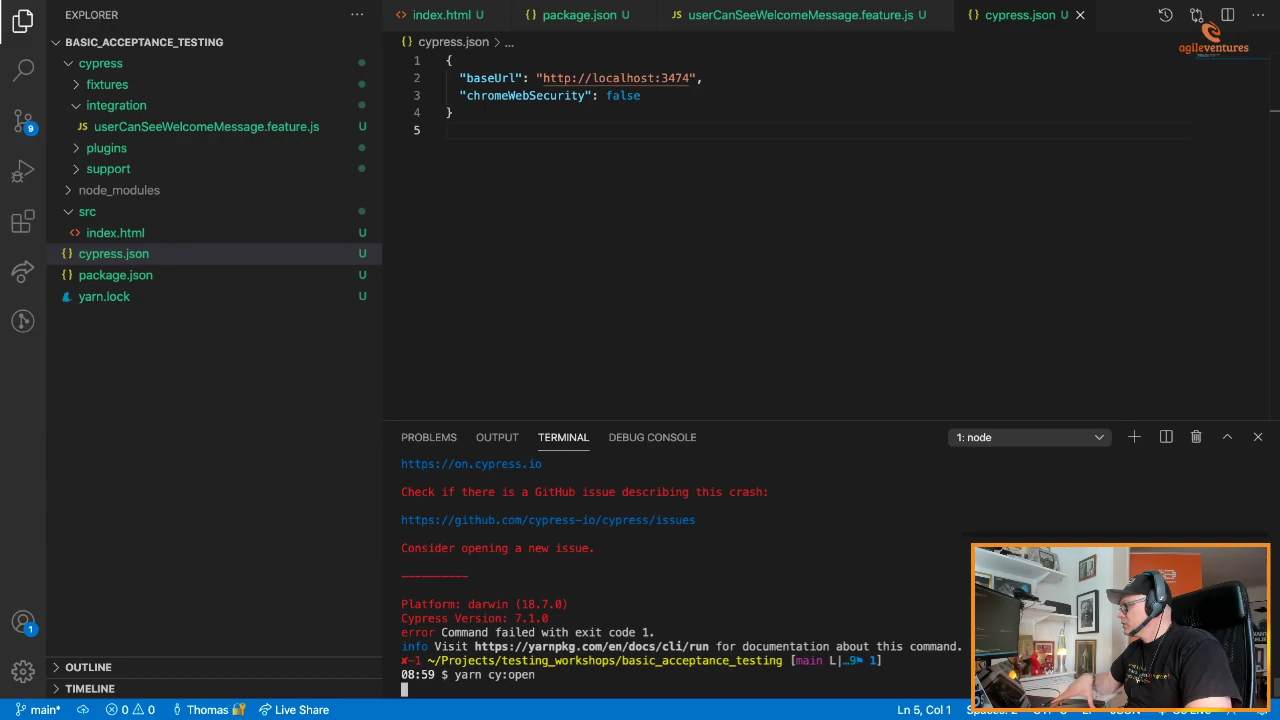 EXPLORER
BASIC_ACCEPTANCE_TESTING
cypress
fixtures
integration
JS userCanSeeWelcomeMessage.feature.js U
plugins
support
node_modules
src
<> index.html U
{} cypress.json U
{} package.json U
yarn.lock U
OUTLINE
TIMELINE
9
1
<> index.html U
{} package.json U
JS userCanSeeWelcomeMessage.feature.js U
{} cypress.json U
agileventures
{} cypress.json > ...
1 {
2 "baseUrl": "http://localhost:3474",
3 "chromeWebSecurity": false
4 }
5
PROBLEMS OUTPUT TERMINAL DEBUG CONSOLE 1: node
https://on.cypress.io
Check if there is a GitHub issue describing this crash:
https://github.com/cypress-io/cypress/issues
Consider opening a new issue.
----------
Platform: darwin (18.7.0)
Cypress Version: 7.1.0
error Command failed with exit code 1.
info Visit https://yarnpkg.com/en/docs/cli/run for documentation about this command.
✘-1 ~/Projects/testing_workshops/basic_acceptance_testing [main L|…9⚑ 1]
08:59 $ yarn cy:open
main* 0 0 Thomas Live Share Ln 5, Col 1